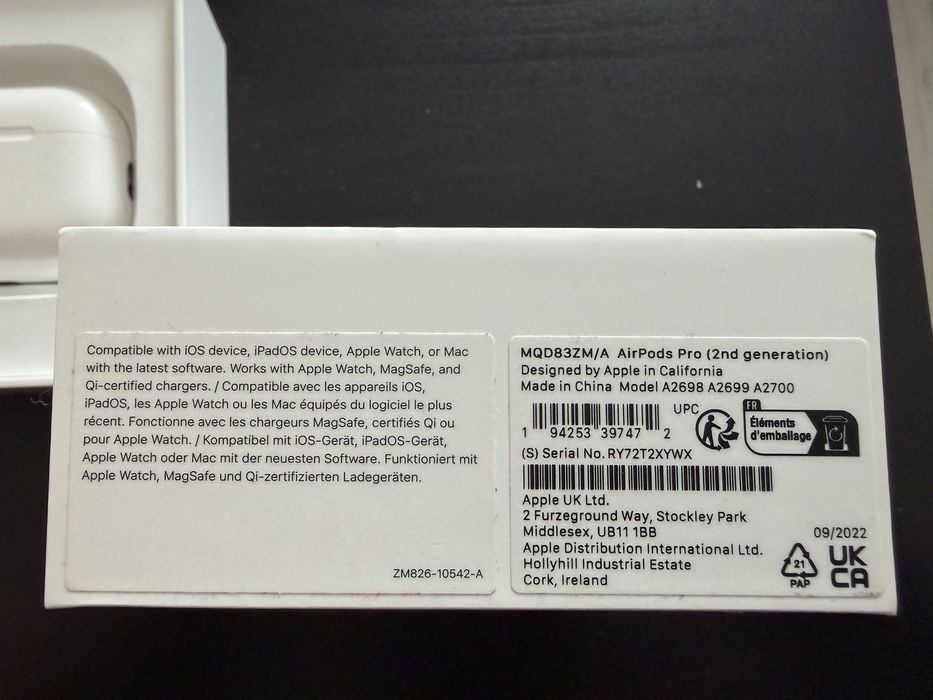 Compatible with iOS device, iPadOS device, Apple Watch, or Mac
with the latest software. Works with Apple Watch, MagSafe, and
Qi-certified chargers. / Compatible avec les appareils iOS,
iPadOS, les Apple Watch ou les Mac équipés du logiciel le plus
récent. Fonctionne avec les chargeurs MagSafe, certifiés Qi ou
pour Apple Watch. / Kompatibel mit iOS-Gerät, iPadOS-Gerät,
Apple Watch oder Mac mit der neuesten Software. Funktioniert mit
Apple Watch, MagSafe und Qi-zertifizierten Ladegeräten.
ZM826-10542-A
MQD83ZM/A AirPods Pro (2nd generation)
Designed by Apple in California
Made in China Model A2698 A2699 A2700
UPC
1 94253 39747 2
FR
Éléments
d'emballage
(S) Serial No. RY72T2XYWX
Apple UK Ltd.
2 Furzeground Way, Stockley Park
Middlesex, UB11 1BB
Apple Distribution International Ltd.
Hollyhill Industrial Estate
Cork, Ireland
09/2022
21
PAP
UK
CA